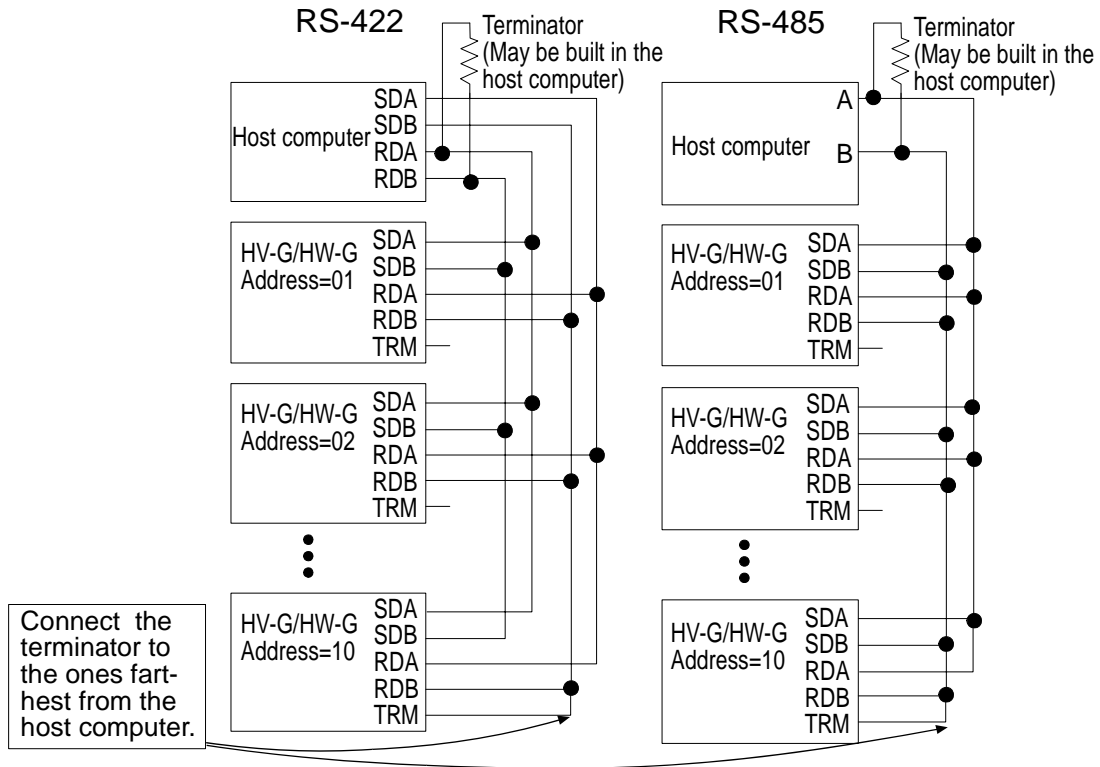 RS-422
Terminator
(May be built in the
host computer)
Host computer
SDA
SDB
RDA
RDB
HV-G/HW-G
Address=01
SDA
SDB
RDA
RDB
TRM
HV-G/HW-G
Address=02
SDA
SDB
RDA
RDB
TRM
HV-G/HW-G
Address=10
SDA
SDB
RDA
RDB
TRM
Connect the
terminator to
the ones far-
thest from the
host computer.
RS-485
Terminator
(May be built in the
host computer)
Host computer
A
B
HV-G/HW-G
Address=01
SDA
SDB
RDA
RDB
TRM
HV-G/HW-G
Address=02
SDA
SDB
RDA
RDB
TRM
HV-G/HW-G
Address=10
SDA
SDB
RDA
RDB
TRM